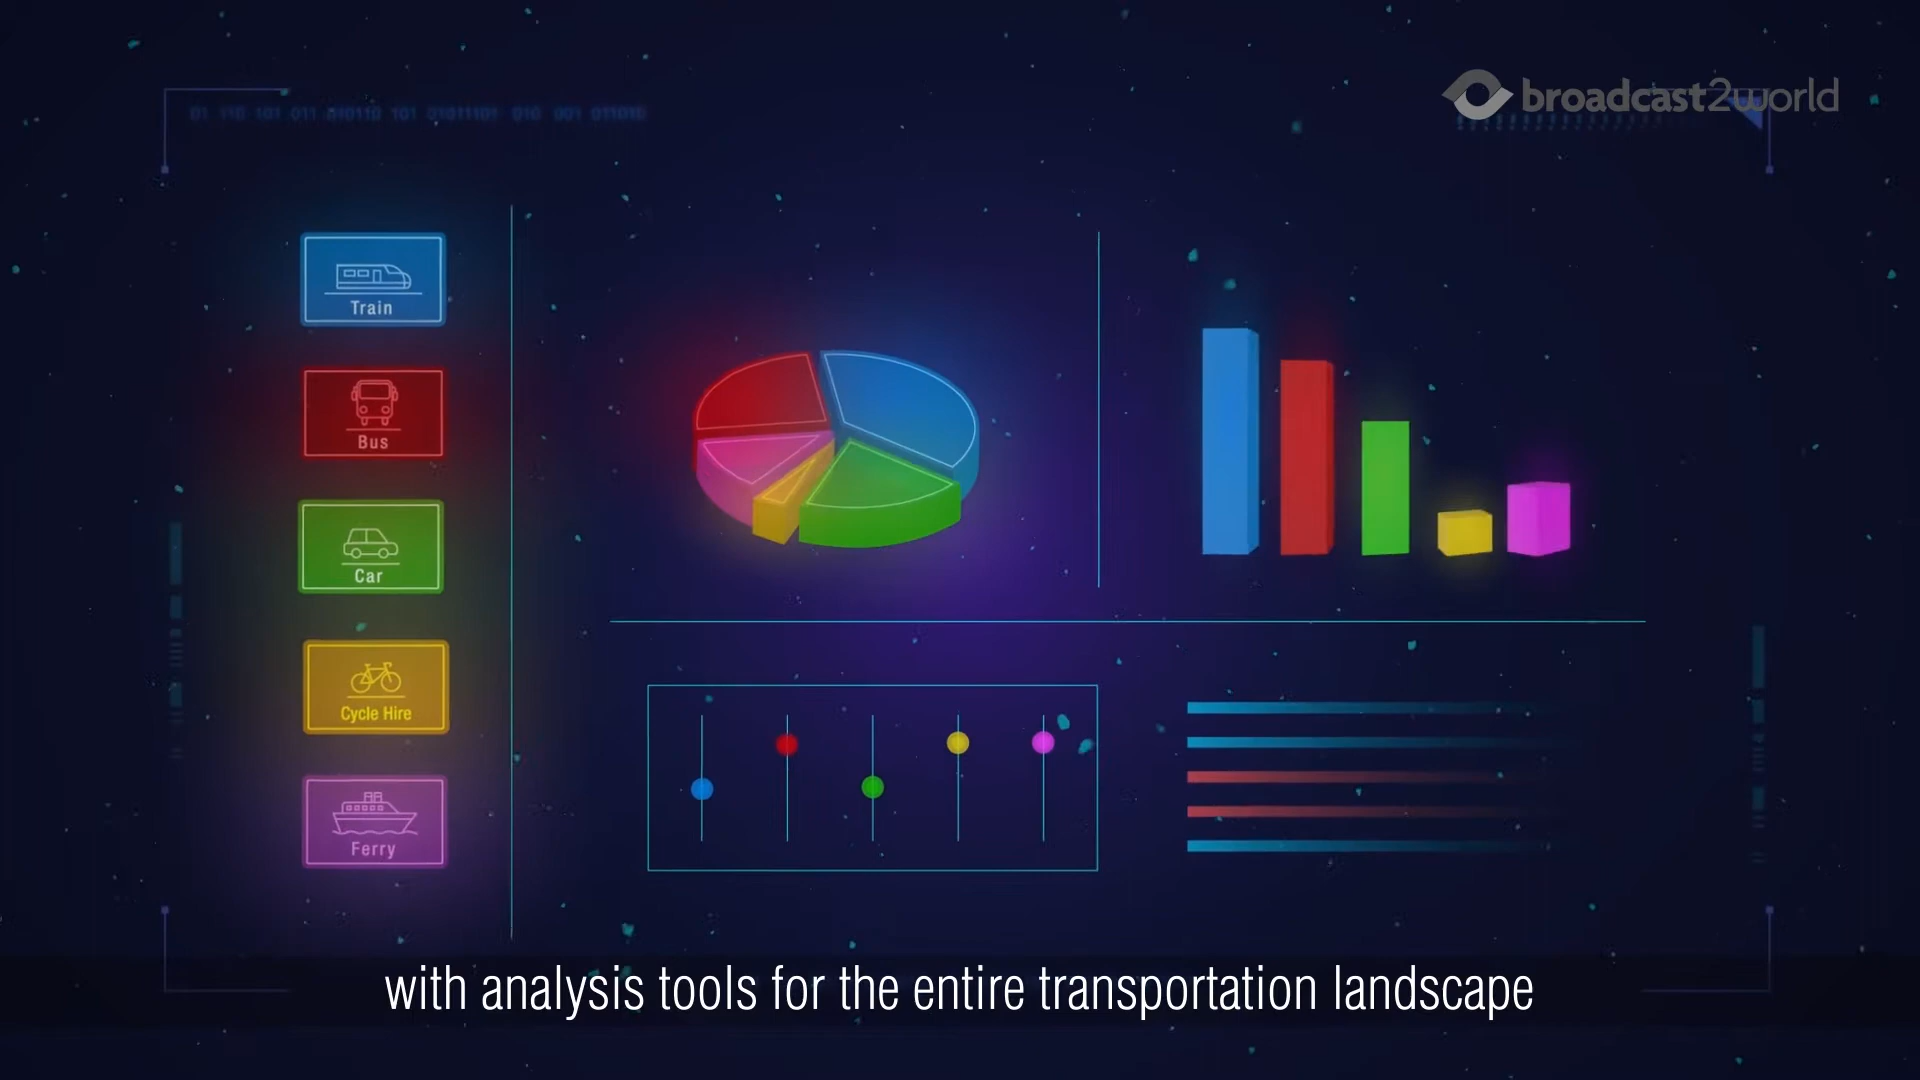 broadcast2world
Train
Bus
Car
Cycle Hire
Ferry
with analysis tools for the entire transportation landscape